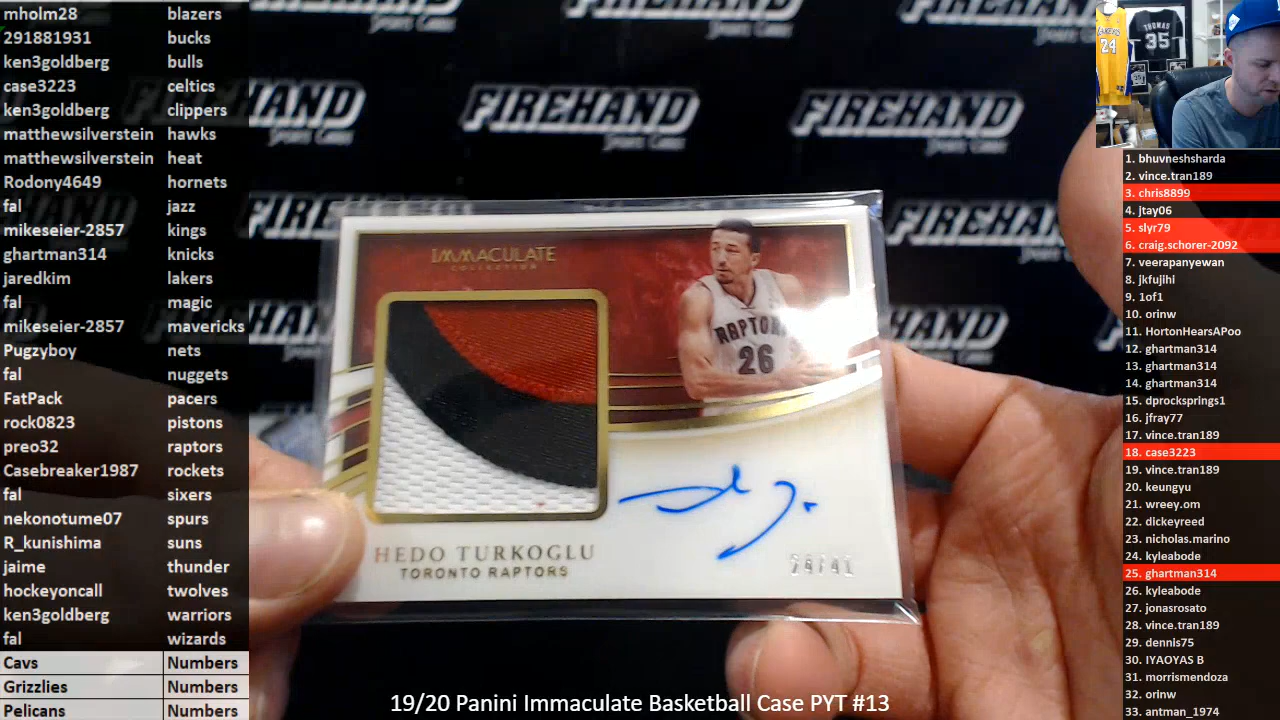 mholm28 blazers
291881931 bucks
ken3goldberg bulls
case3223 celtics
ken3goldberg clippers
matthewsilverstein hawks
matthewsilverstein heat
Rodony4649 hornets
fal jazz
mikeseier-2857 kings
ghartman314 knicks
jaredkim lakers
fal magic
mikeseier-2857 mavericks
Pugzyboy nets
fal nuggets
FatPack pacers
rock0823 pistons
preo32 raptors
Casebreaker1987 rockets
fal sixers
nekonotume07 spurs
R_kunishima suns
jaime thunder
hockeyoncall twolves
ken3goldberg warriors
fal wizards
Cavs Numbers
Grizzlies Numbers
Pelicans Numbers
FIREHAND
FIREHAND
FIREHAND
IMMACULATE
COLLECTION
RAPTOR
26
HEDO TURKOGLU
TORONTO RAPTORS
19/20 Panini Immaculate Basketball Case PYT #13
LAKERS
24
THOMAS
35
1. bhuvneshsharda
2. vince.tran189
3. chris8899
4. jtay06
5. slyr79
6. craig.schorer-2092
7. veerapanyewan
8. jkfujihi
9. 1of1
10. orinw
11. HortonHearsAPoo
12. ghartman314
13. ghartman314
14. ghartman314
15. dprocksprings1
16. jfray77
17. vince.tran189
18. case3223
19. vince.tran189
20. keungyu
21. wreey.om
22. dickeyreed
23. nicholas.marino
24. kyleabode
25. ghartman314
26. kyleabode
27. jonasrosato
28. vince.tran189
29. dennis75
30. IYAOYAS B
31. morrismendoza
32. orinw
33. antman_1974